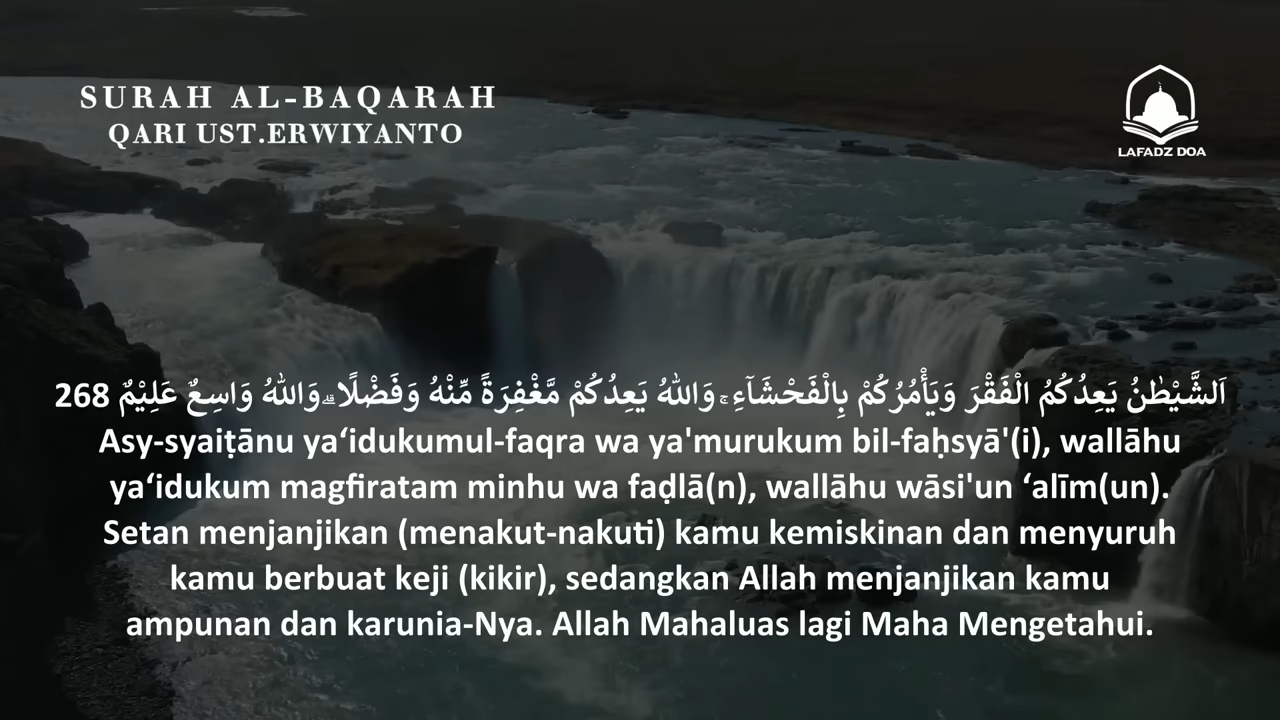 SURAH AL-BAQARAH
QARI UST.ERWIYANTO
LAFADZ DOA
اَلشَّيْطٰنُ يَعِدُكُمُ الْفَقْرَ وَيَأْمُرُكُمْ بِالْفَحْشَاۤءِ ۚ وَاللّٰهُ يَعِدُكُمْ مَّغْفِرَةً مِّنْهُ وَفَضْلًا ۗ وَاللّٰهُ وَاسِعٌ عَلِيْمٌ 268
Asy-syaiṭānu ya‘idukumul-faqra wa ya'murukum bil-faḥsyā'(i), wallāhu
ya‘idukum magfiratam minhu wa faḍlā(n), wallāhu wāsi'un ‘alīm(un).
Setan menjanjikan (menakut-nakuti) kamu kemiskinan dan menyuruh
kamu berbuat keji (kikir), sedangkan Allah menjanjikan kamu
ampunan dan karunia-Nya. Allah Mahaluas lagi Maha Mengetahui.